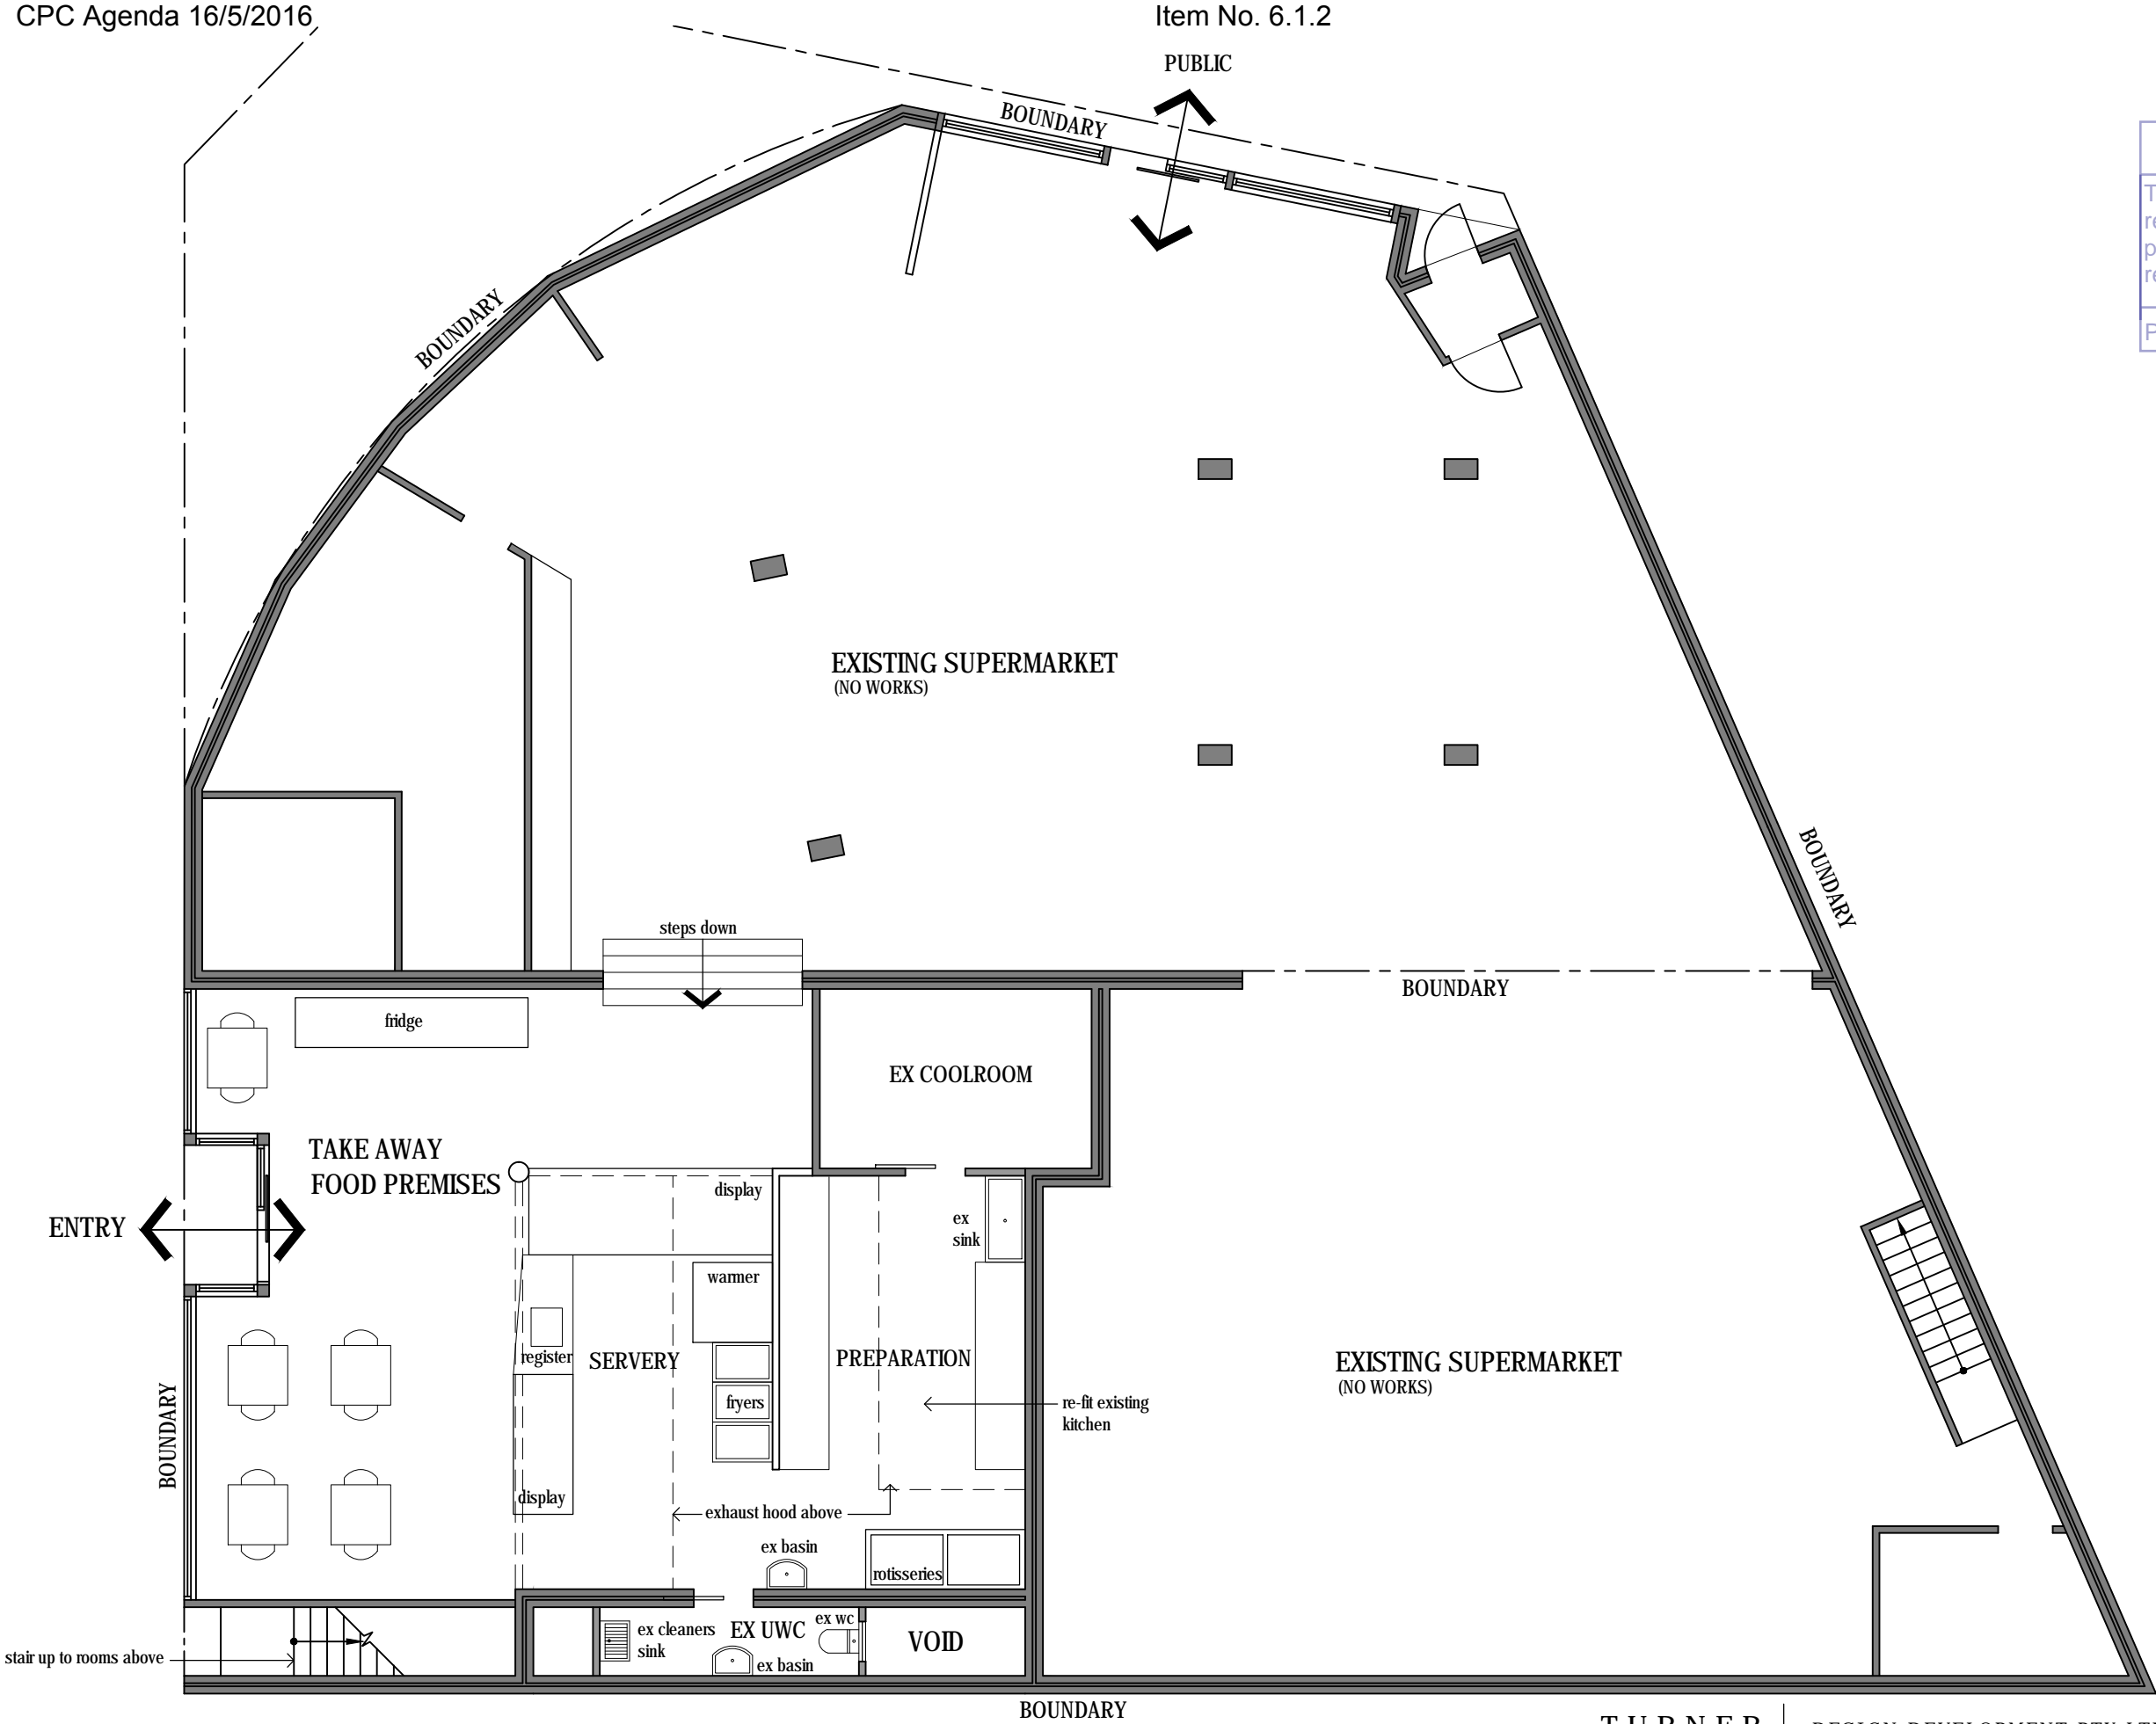 CPC Agenda 16/5/2016
Item No. 6.1.2
PUBLIC
BOUNDARY
BOUNDARY
EXISTING SUPERMARKET
(NO WORKS)
BOUNDARY
steps down
BOUNDARY
fridge
EX COOLROOM
TAKE AWAY
FOOD PREMISES
display
ENTRY
ex
sink
warmer
register
SERVERY
PREPARATION
EXISTING SUPERMARKET
(NO WORKS)
fryers
re-fit existing
kitchen
BOUNDARY
display
exhaust hood above
ex basin
rotisseries
ex cleaners
sink
EX UWC
ex wc
VOID
stair up to rooms above
ex basin
BOUNDARY
TURNER